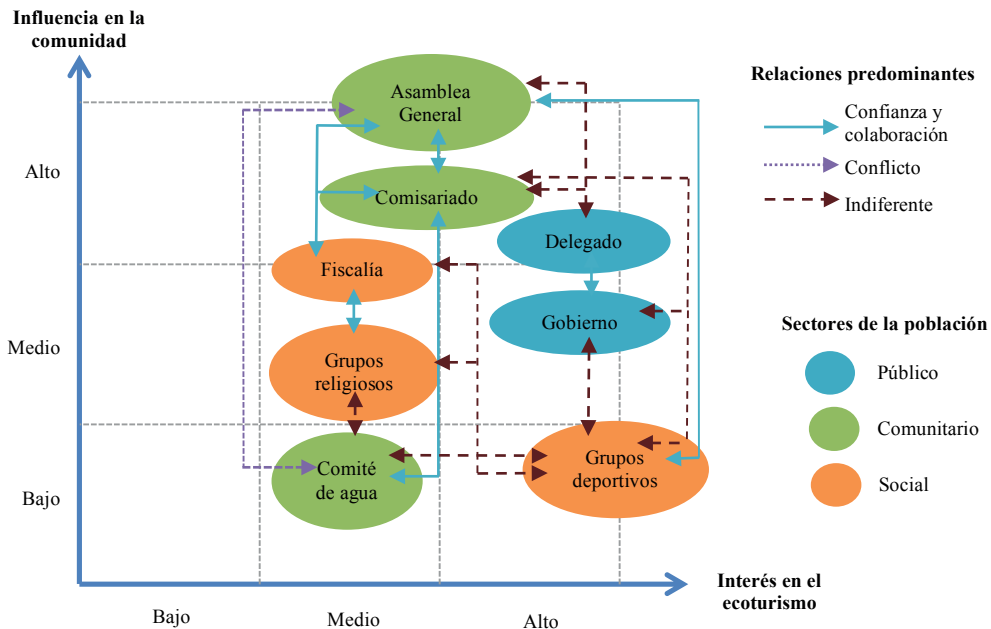 Influencia en la
comunidad
Alto
Medio
Bajo
Asamblea
General
Comisariado
Delegado
Fiscalía
Gobierno
Grupos
religiosos
Comité
de agua
Grupos
deportivos
Bajo
Medio
Alto
Interés en el
ecoturismo
Relaciones predominantes
Confianza y
colaboración
Conflicto
Indiferente
Sectores de la población
Público
Comunitario
Social